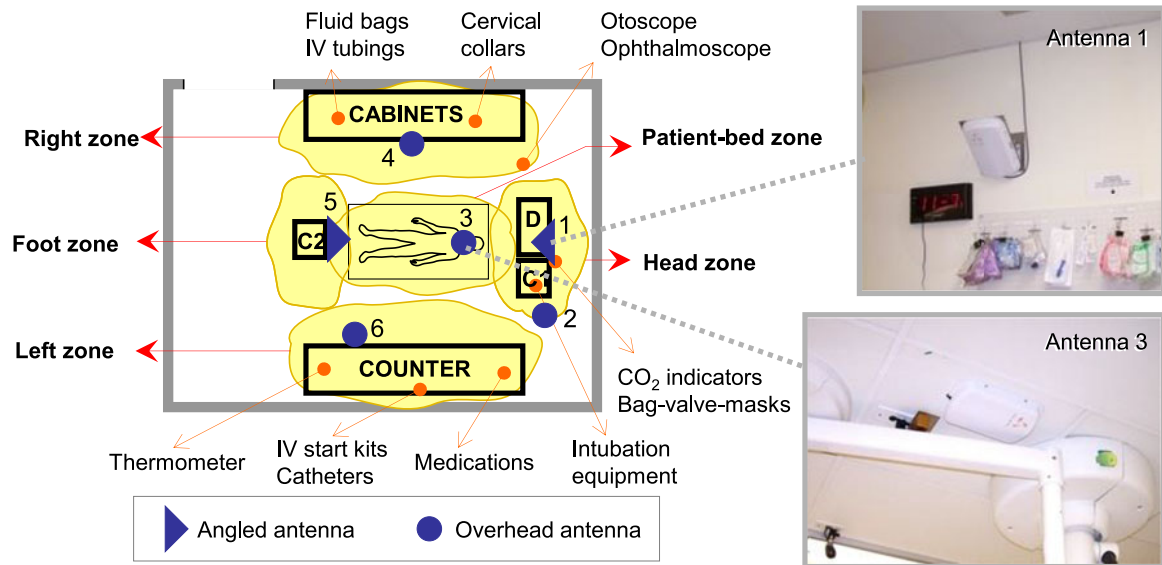 Fluid bags
IV tubings
Cervical
collars
Otoscope
Ophthalmoscope
Antenna 1
CABINETS
Right zone
Patient-bed zone
4
5
3
D
1
C2
Foot zone
C1
Head zone
2
6
Left zone
COUNTER
CO₂ indicators
Bag-valve-masks
Antenna 3
Thermometer
IV start kits
Catheters
Medications
Intubation
equipment
Angled antenna
Overhead antenna